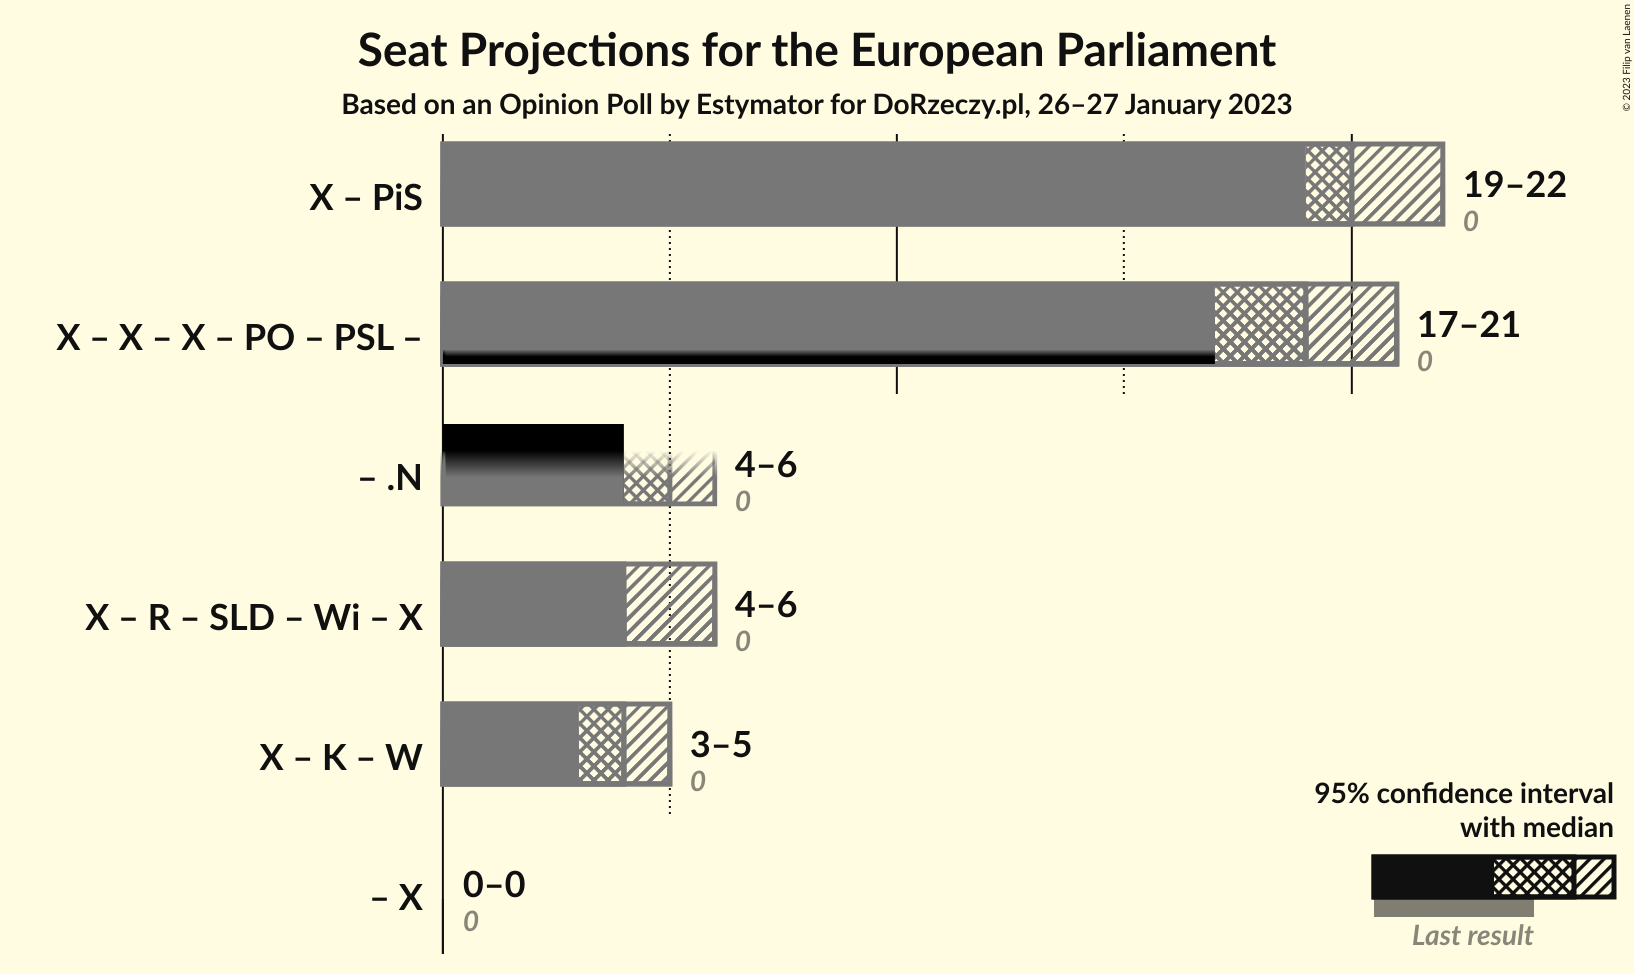 Seat Projections for the European Parliament
Based on an Opinion Poll by Estymator for DoRzeczy.pl, 26–27 January 2023
© 2023 Filip van Laenen
X – PiS
19–22
0
X – X – X – PO – PSL –
17–21
0
– .N
4–6
0
X – R – SLD – Wi – X
4–6
0
X – K – W
3–5
0
– X
0–0
0
95% confidence interval
with median
Last result